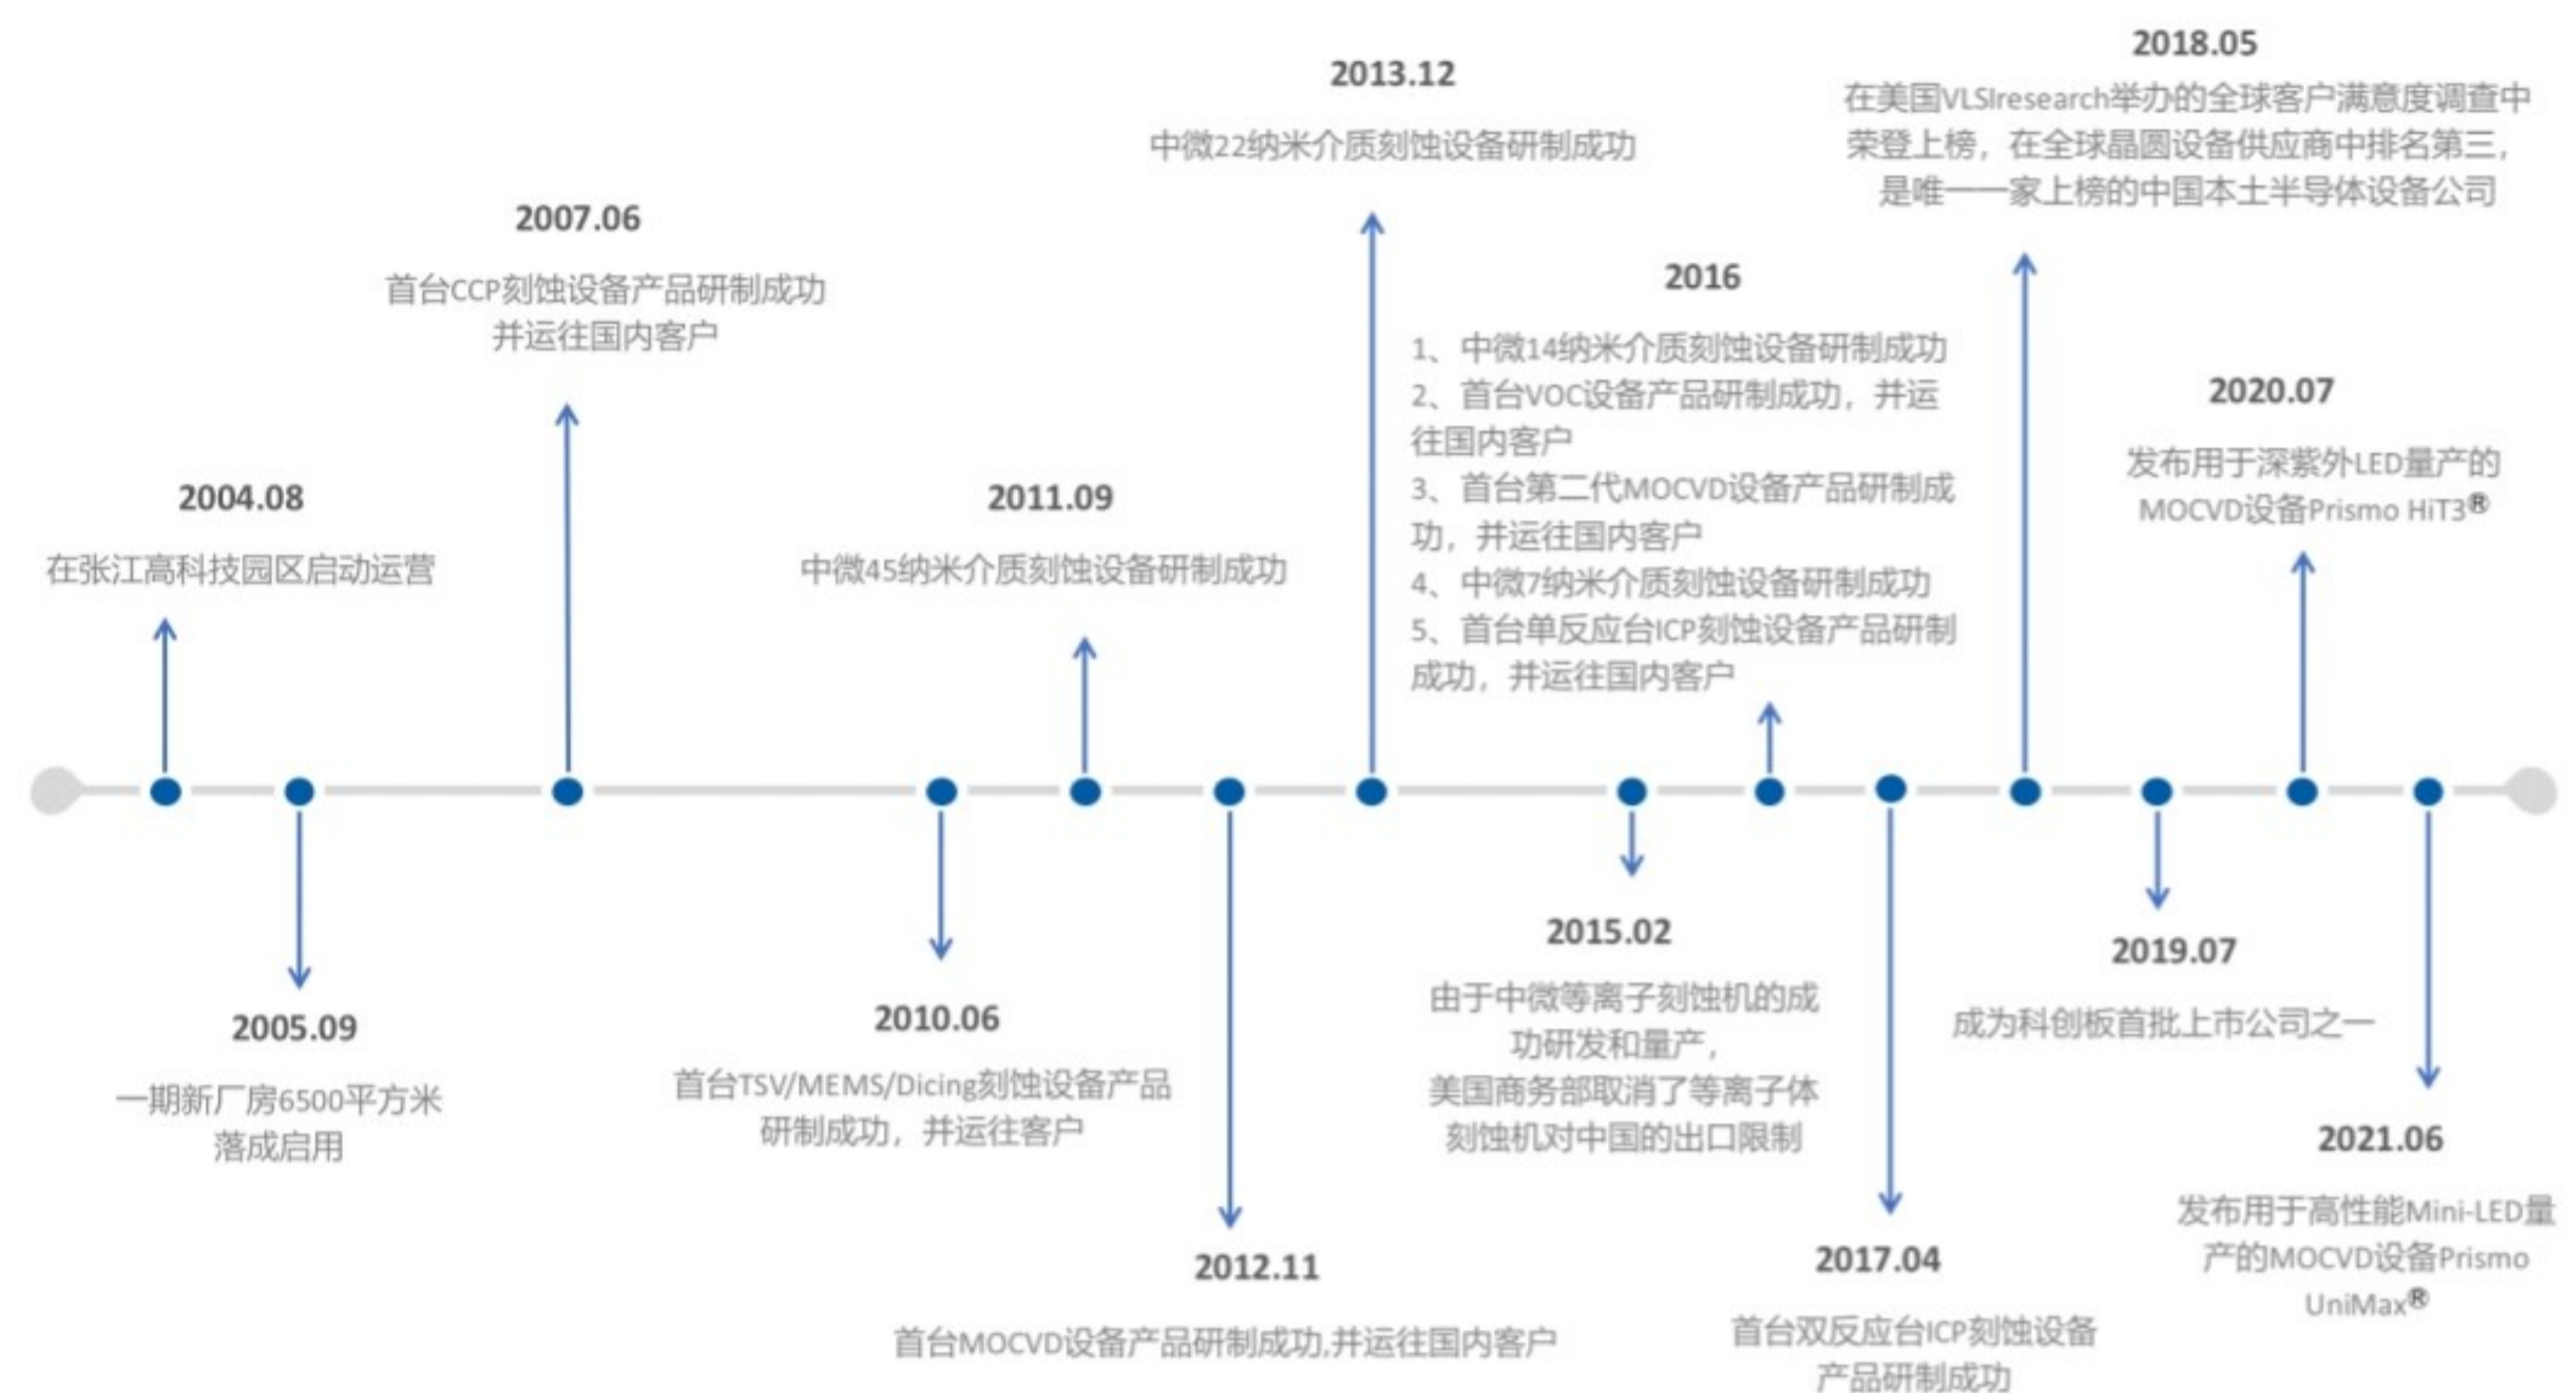 2004.08
在张江高科技园区启动运营
2005.09
一期新厂房6500平方米
落成启用
2007.06
首台CCP刻蚀设备产品研制成功
并运往国内客户
2010.06
首台TSV/MEMS/Dicing刻蚀设备产品
研制成功，并运往客户
2011.09
中微45纳米介质刻蚀设备研制成功
2012.11
首台MOCVD设备产品研制成功,并运往国内客户
2013.12
中微22纳米介质刻蚀设备研制成功
2015.02
由于中微等离子刻蚀机的成
功研发和量产，
美国商务部取消了等离子体
刻蚀机对中国的出口限制
2016
1、中微14纳米介质刻蚀设备研制成功
2、首台VOC设备产品研制成功，并运
往国内客户
3、首台第二代MOCVD设备产品研制成
功，并运往国内客户
4、中微7纳米介质刻蚀设备研制成功
5、首台单反应台ICP刻蚀设备产品研制
成功，并运往国内客户
2017.04
首台双反应台ICP刻蚀设备
产品研制成功
2018.05
在美国VLSIresearch举办的全球客户满意度调查中
荣登上榜，在全球晶圆设备供应商中排名第三，
是唯一一家上榜的中国本土半导体设备公司
2019.07
成为科创板首批上市公司之一
2020.07
发布用于深紫外LED量产的
MOCVD设备Prismo HiT3®
2021.06
发布用于高性能Mini-LED量
产的MOCVD设备Prismo
UniMax®